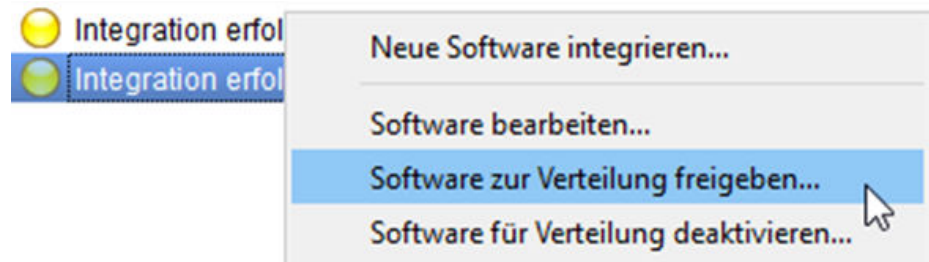 Integration erfol
Neue Software integrieren...
Integration erfol
Software bearbeiten...
Software zur Verteilung freigeben...
Software für Verteilung deaktivieren...